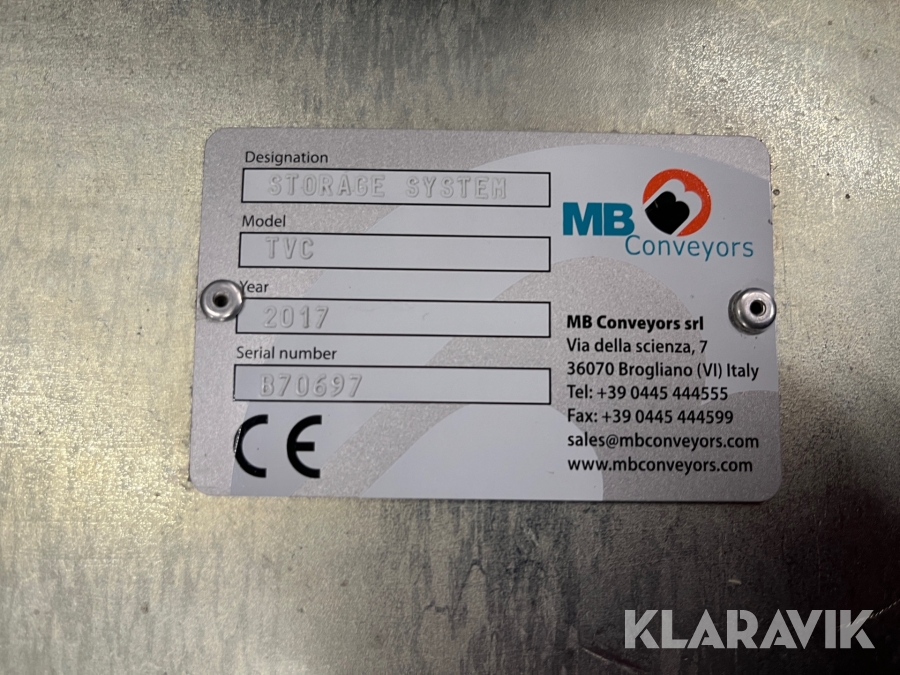 Designation
STORAGE SYSTEM
Model
TVC
Year
2017
Serial number
B70697
CE
MB
Conveyors
MB Conveyors srl
Via della scienza, 7
36070 Brogliano (VI) Italy
Tel: +39 0445 444555
Fax: +39 0445 444599
sales@mbconveyors.com
www.mbconveyors.com
KLARAVIK